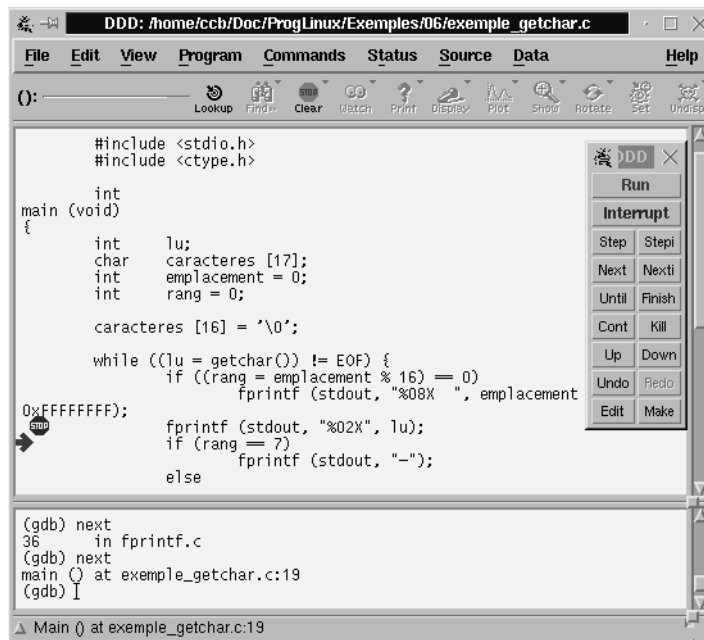 DDD: /home/ccb/Doc/ProgLinux/Exemples/06/exemple_getchar.c
File Edit View Program Commands Status Source Data Help
(): Lookup Find» Clear Watch Print Display Plot Show Rotate Set Undisp
#include <stdio.h>
#include <ctype.h>
int
main (void)
{
int lu;
char caracteres [17];
int emplacement = 0;
int rang = 0;
caracteres [16] = '\0';
while ((lu = getchar()) != EOF) {
if ((rang = emplacement % 16) == 0)
fprintf (stdout, "%08X  ", emplacement
0xFFFFFFFF);
STOP
fprintf (stdout, "%02X", lu);
if (rang == 7)
fprintf (stdout, "-");
else
DDD
Run
Interrupt
Step Stepi
Next Nexti
Until Finish
Cont Kill
Up Down
Undo Redo
Edit Make
(gdb) next
36 in fprintf.c
(gdb) next
main () at exemple_getchar.c:19
(gdb)
Main () at exemple_getchar.c:19